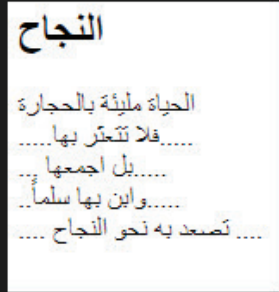 النجاح
الحياة مليئة بالحجارة
.....فلا تتعثر بها.....
.....بل اجمعها ...
.....وابن بها سلماً..
.... تصعد به نحو النجاح ....